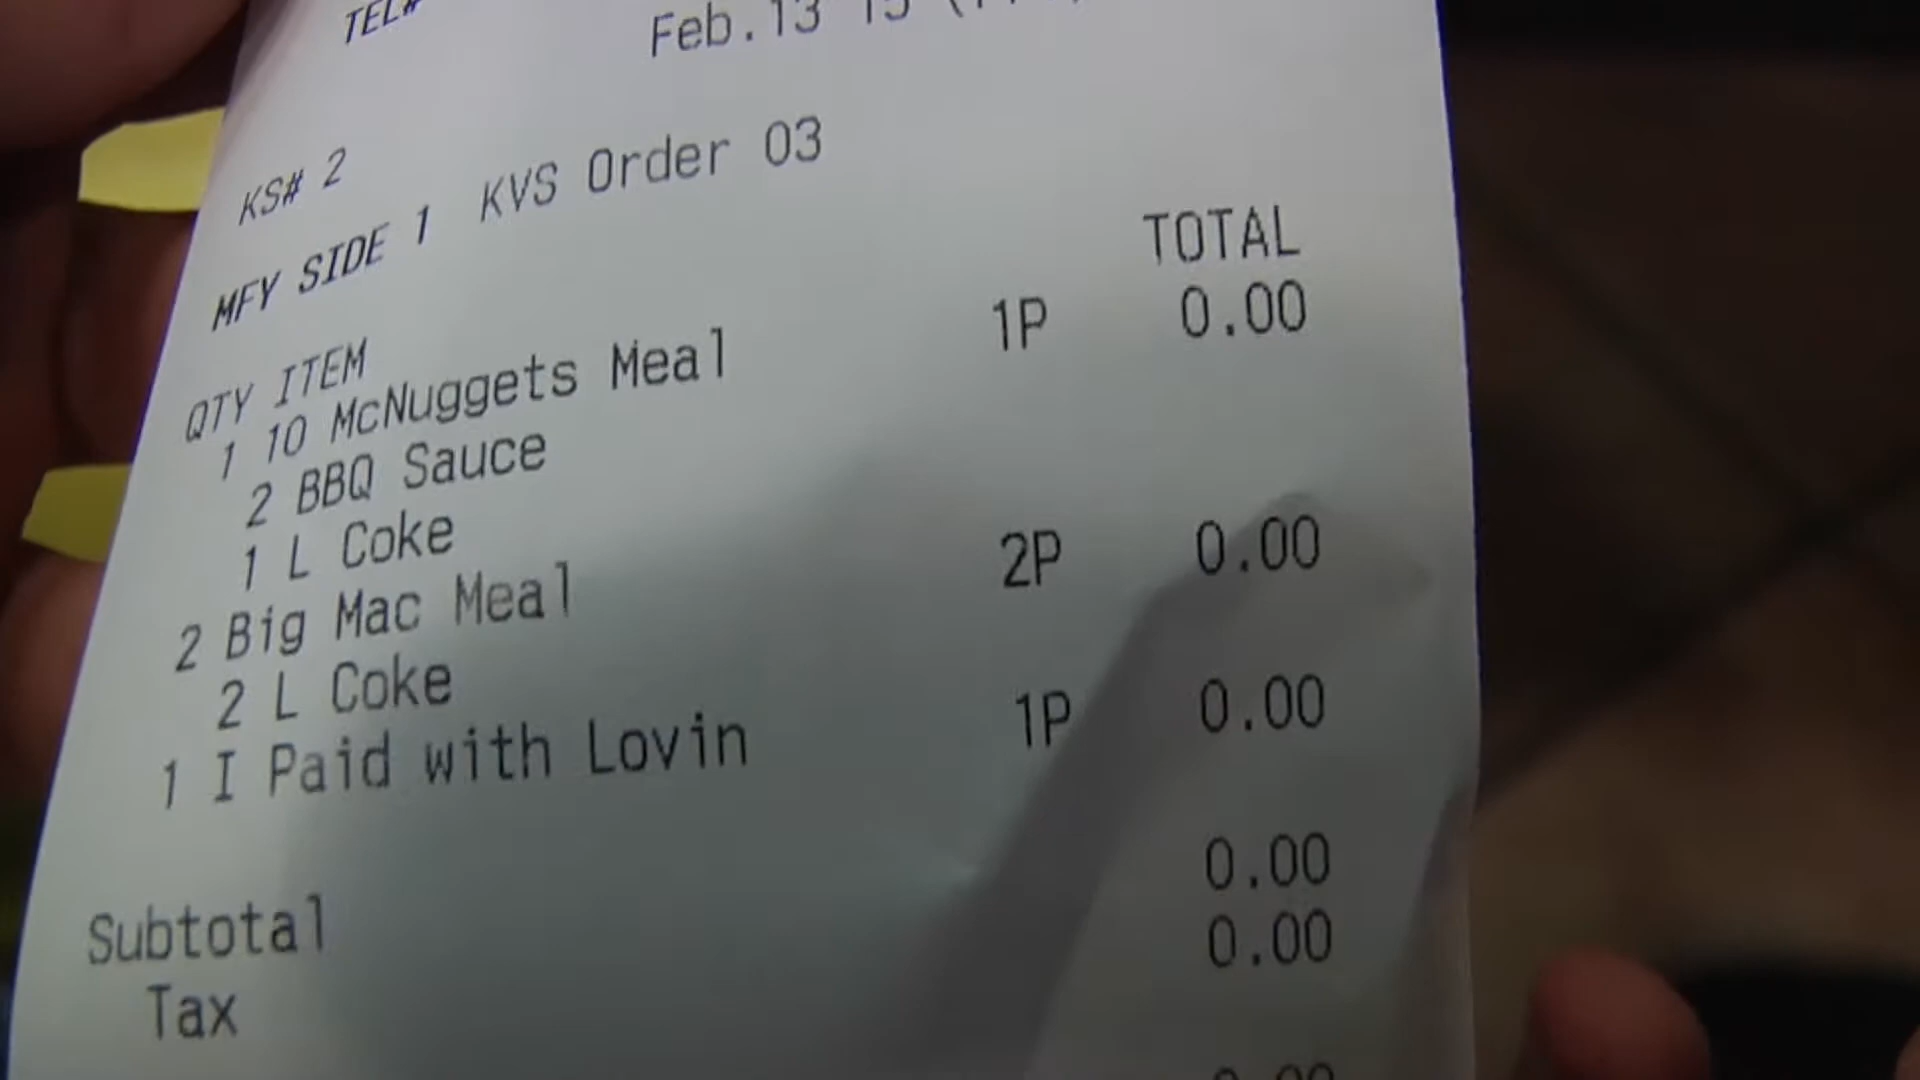 TEL#
Feb.13
KS# 2
MFY SIDE 1 KVS Order 03
QTY ITEM TOTAL
1 10 McNuggets Meal 1P 0.00
2 BBQ Sauce
1 L Coke
2 Big Mac Meal 2P 0.00
2 L Coke
1 I Paid with Lovin 1P 0.00
Subtotal 0.00
Tax 0.00